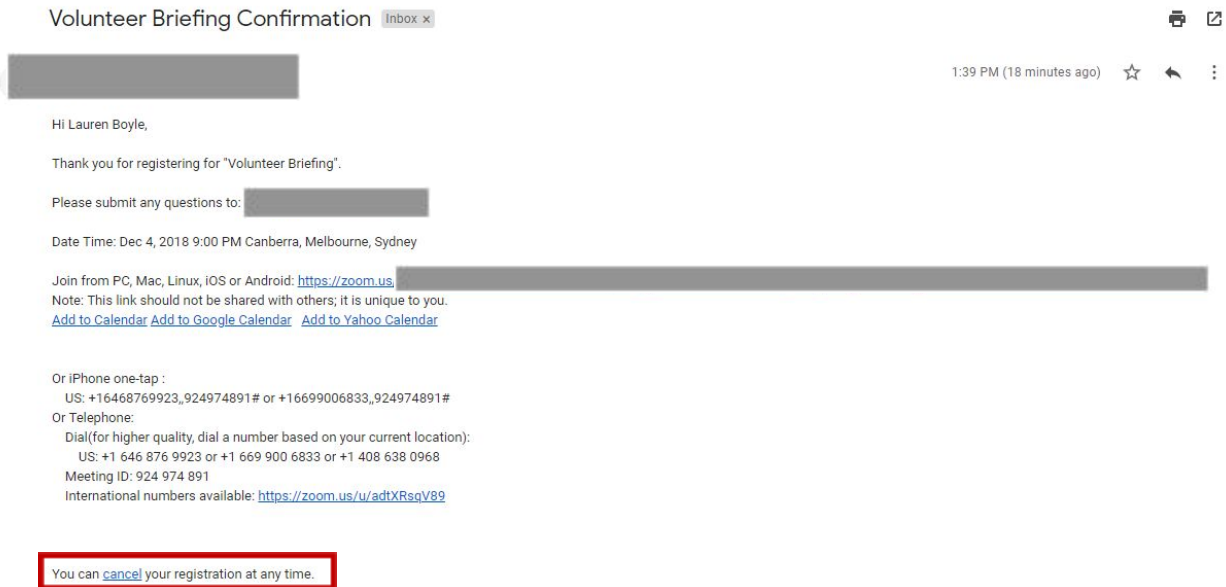 Volunteer Briefing Confirmation Inbox x
1:39 PM (18 minutes ago)
Hi Lauren Boyle,
Thank you for registering for "Volunteer Briefing".
Please submit any questions to:
Date Time: Dec 4, 2018 9:00 PM Canberra, Melbourne, Sydney
Join from PC, Mac, Linux, iOS or Android: https://zoom.us
Note: This link should not be shared with others; it is unique to you.
Add to Calendar Add to Google Calendar Add to Yahoo Calendar
Or iPhone one-tap :
US: +16468769923,,924974891# or +16699006833,,924974891#
Or Telephone:
Dial(for higher quality, dial a number based on your current location):
US: +1 646 876 9923 or +1 669 900 6833 or +1 408 638 0968
Meeting ID: 924 974 891
International numbers available: https://zoom.us/u/adtXRsqV89
You can cancel your registration at any time.